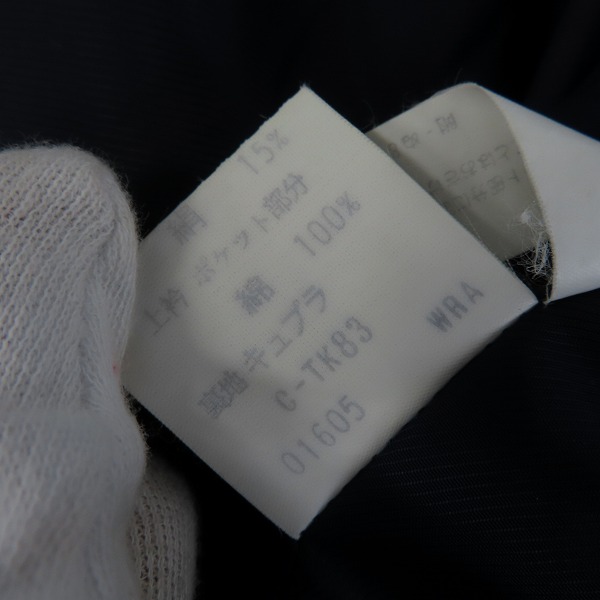 絹 15%
上衿 ポケット部分
綿 100%
裏地 キュプラ
C-TK83
01605 WRA